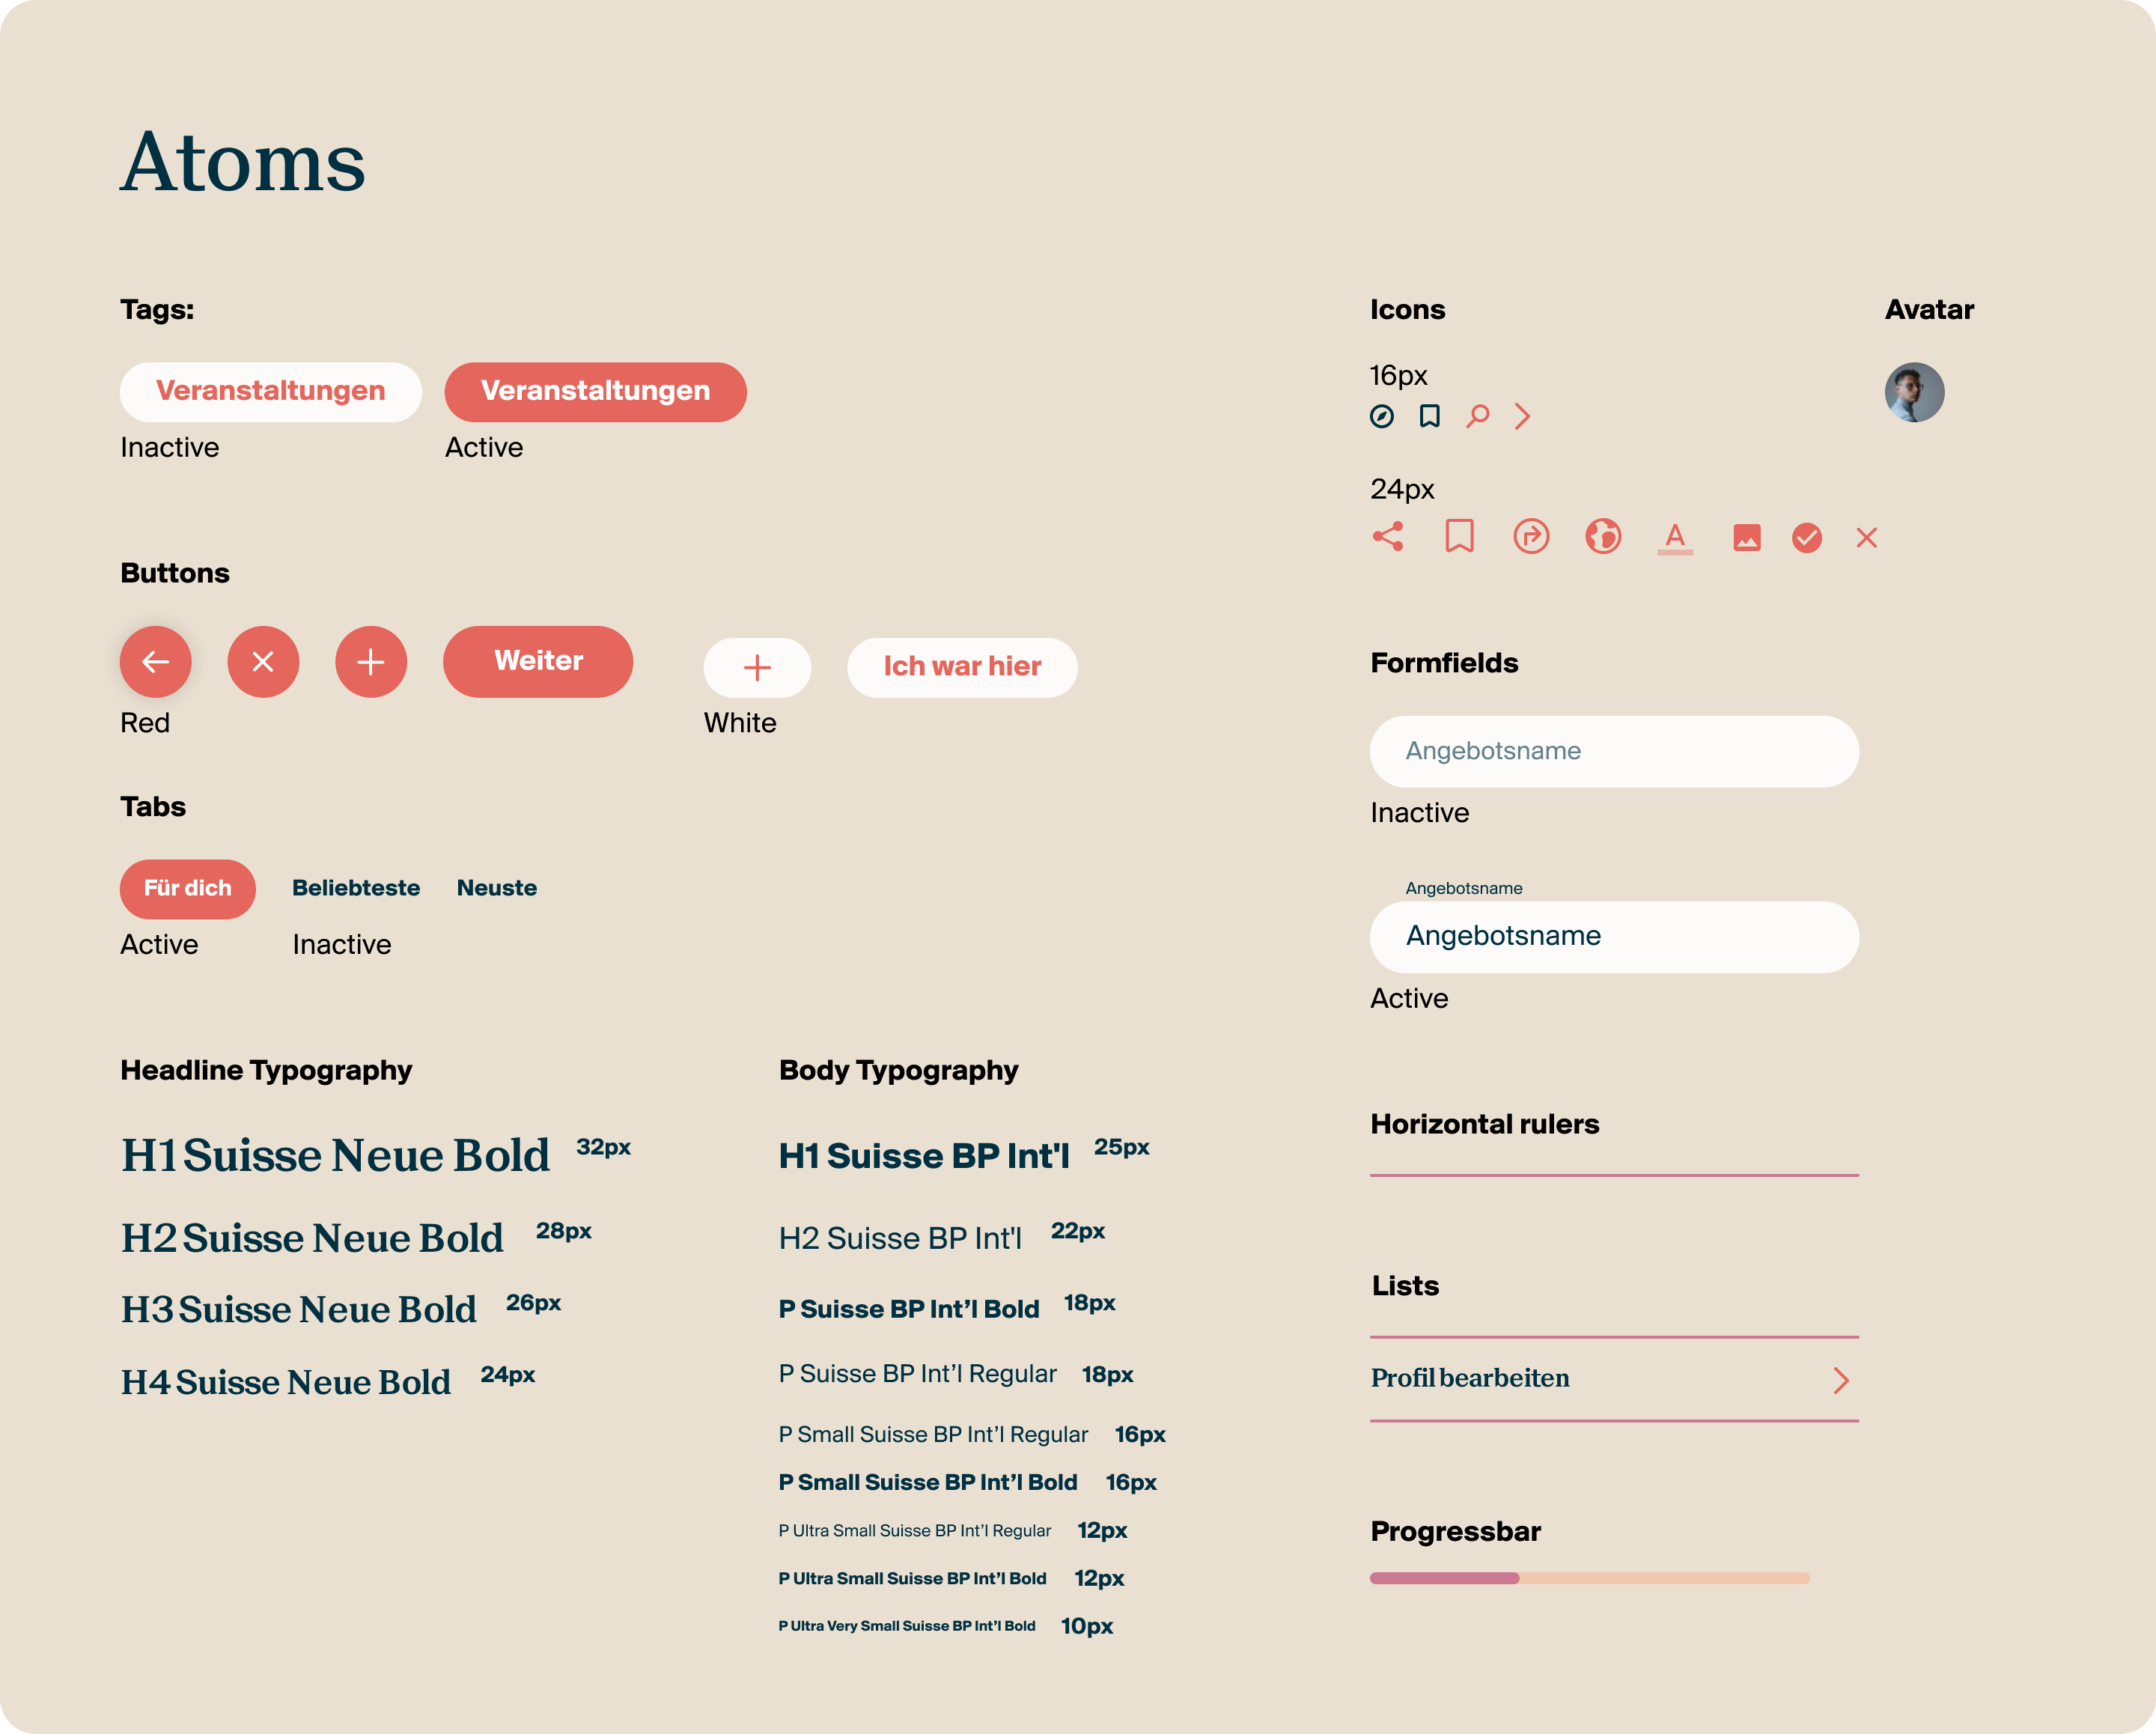 Atoms
Tags:
Veranstaltungen
Veranstaltungen
Inactive
Active
Buttons
Weiter
Ich war hier
Red
White
Tabs
Für dich
Beliebteste
Neuste
Active
Inactive
Headline Typography
H1 Suisse Neue Bold 32px
H2 Suisse Neue Bold 28px
H3 Suisse Neue Bold 26px
H4 Suisse Neue Bold 24px
Body Typography
H1 Suisse BP Int'l 25px
H2 Suisse BP Int'l 22px
P Suisse BP Int’l Bold 18px
P Suisse BP Int’l Regular 18px
P Small Suisse BP Int’l Regular 16px
P Small Suisse BP Int’l Bold 16px
P Ultra Small Suisse BP Int’l Regular 12px
P Ultra Small Suisse BP Int’l Bold 12px
P Ultra Very Small Suisse BP Int’l Bold 10px
Icons
16px
24px
A
Avatar
Formfields
Angebotsname
Inactive
Angebotsname
Angebotsname
Active
Horizontal rulers
Lists
Profil bearbeiten
Progressbar